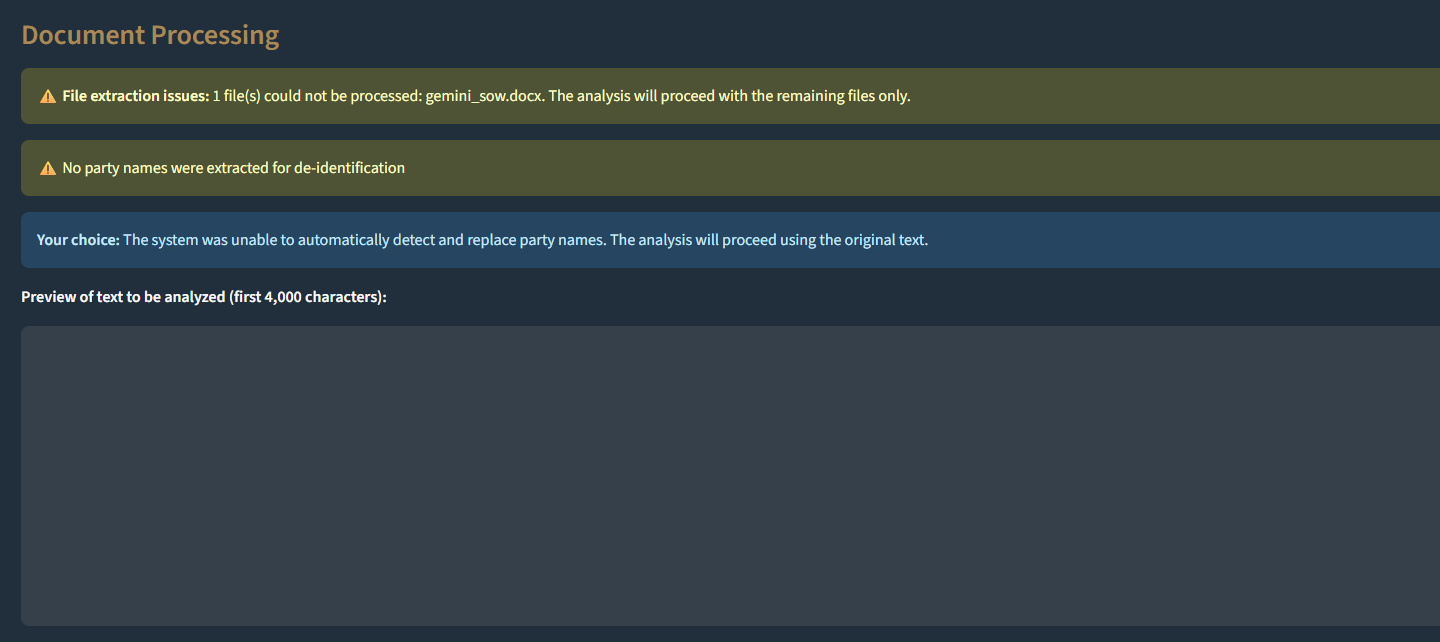 Document Processing
⚠ File extraction issues: 1 file(s) could not be processed: gemini_sow.docx. The analysis will proceed with the remaining files only.
⚠ No party names were extracted for de-identification
Your choice: The system was unable to automatically detect and replace party names. The analysis will proceed using the original text.
Preview of text to be analyzed (first 4,000 characters):